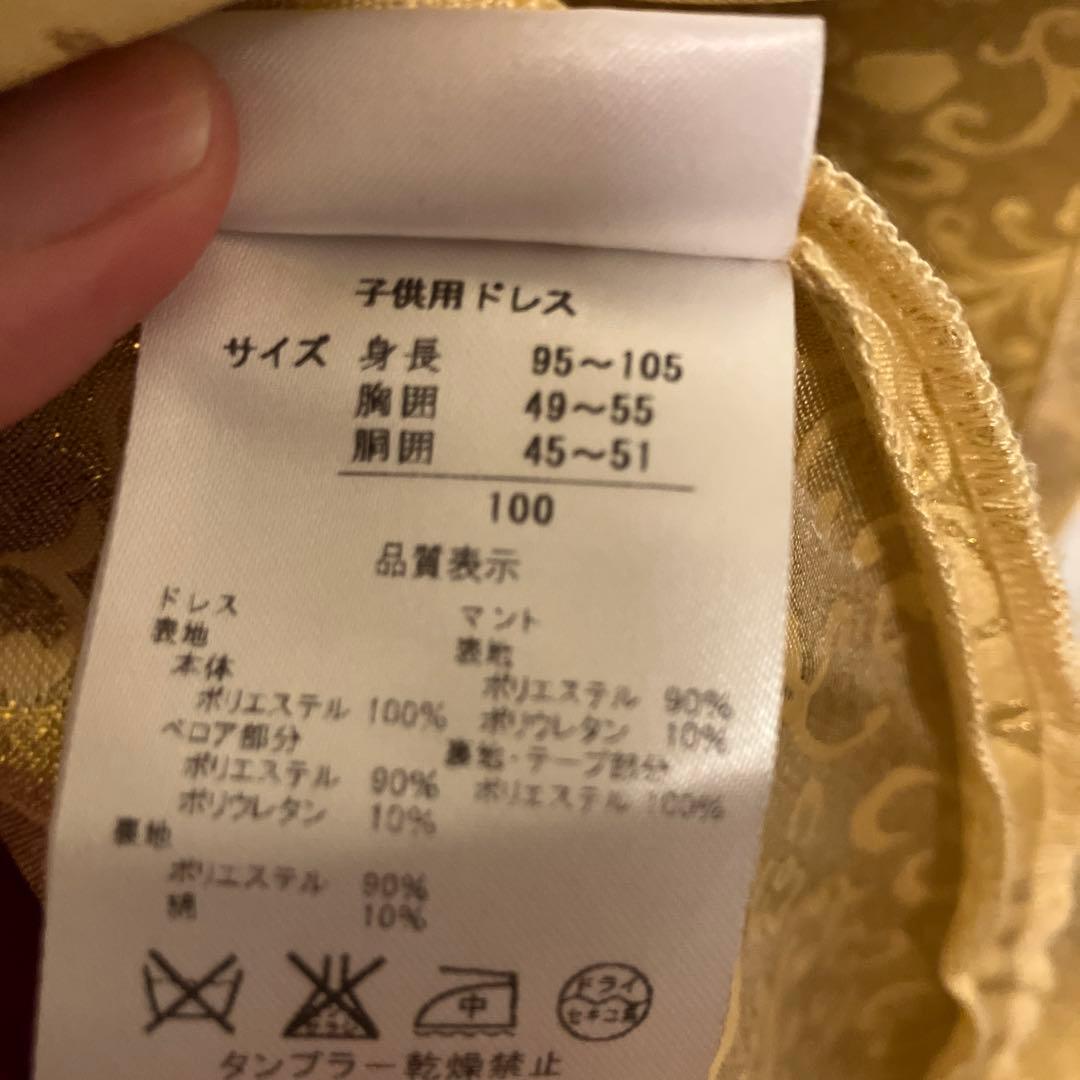 子供用ドレス
サイズ 身長 95～105
胸囲 49～55
胴囲 45～51
100
品質表示
ドレス
表地
本体
ポリエステル 100%
ベロア部分
ポリエステル 90%
ポリウレタン 10%
裏地
ポリエステル 90%
綿 10%
マント
表地
ポリエステル 90%
ポリウレタン 10%
裏地・テープ部分
ポリエステル 100%
中
ドライ
セキユ系
タンブラー乾燥禁止